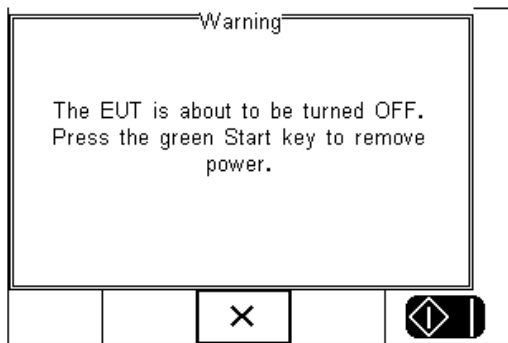 Warning
The EUT is about to be turned OFF.
Press the green Start key to remove
power.